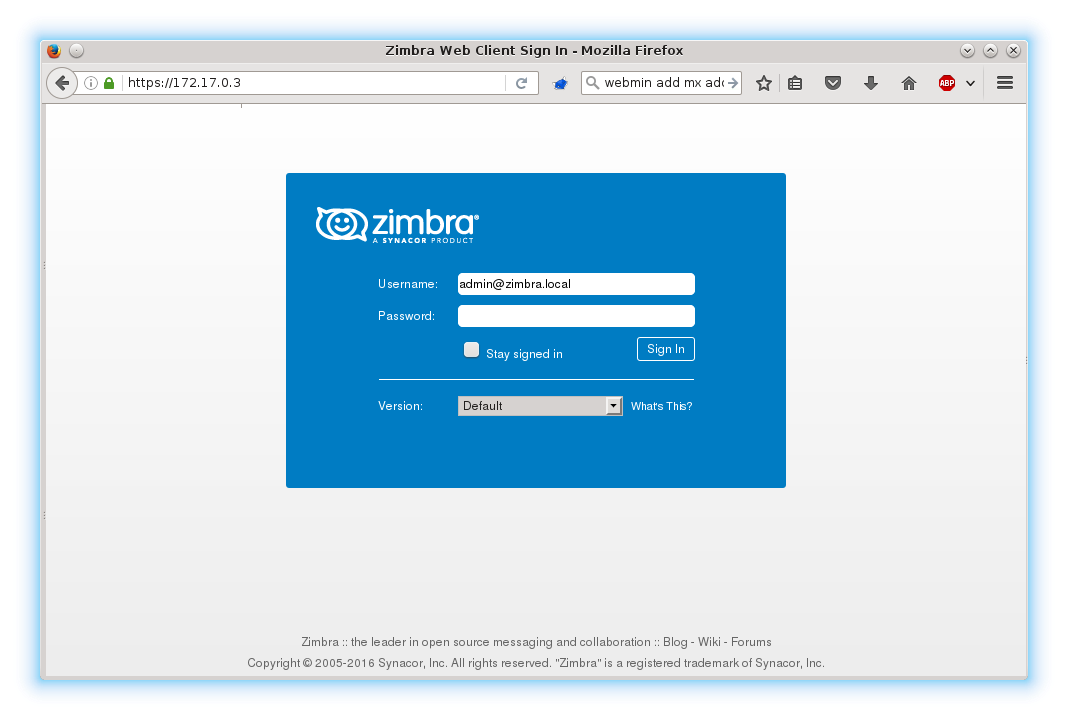 Zimbra Web Client Sign In - Mozilla Firefox
https://172.17.0.3
webmin add mx ad
ABP
zimbra®
A SYNACOR PRODUCT
Username: admin@zimbra.local
Password:
Stay signed in Sign In
Version: Default What's This?
Zimbra :: the leader in open source messaging and collaboration :: Blog - Wiki - Forums
Copyright © 2005-2016 Synacor, Inc. All rights reserved. "Zimbra" is a registered trademark of Synacor, Inc.